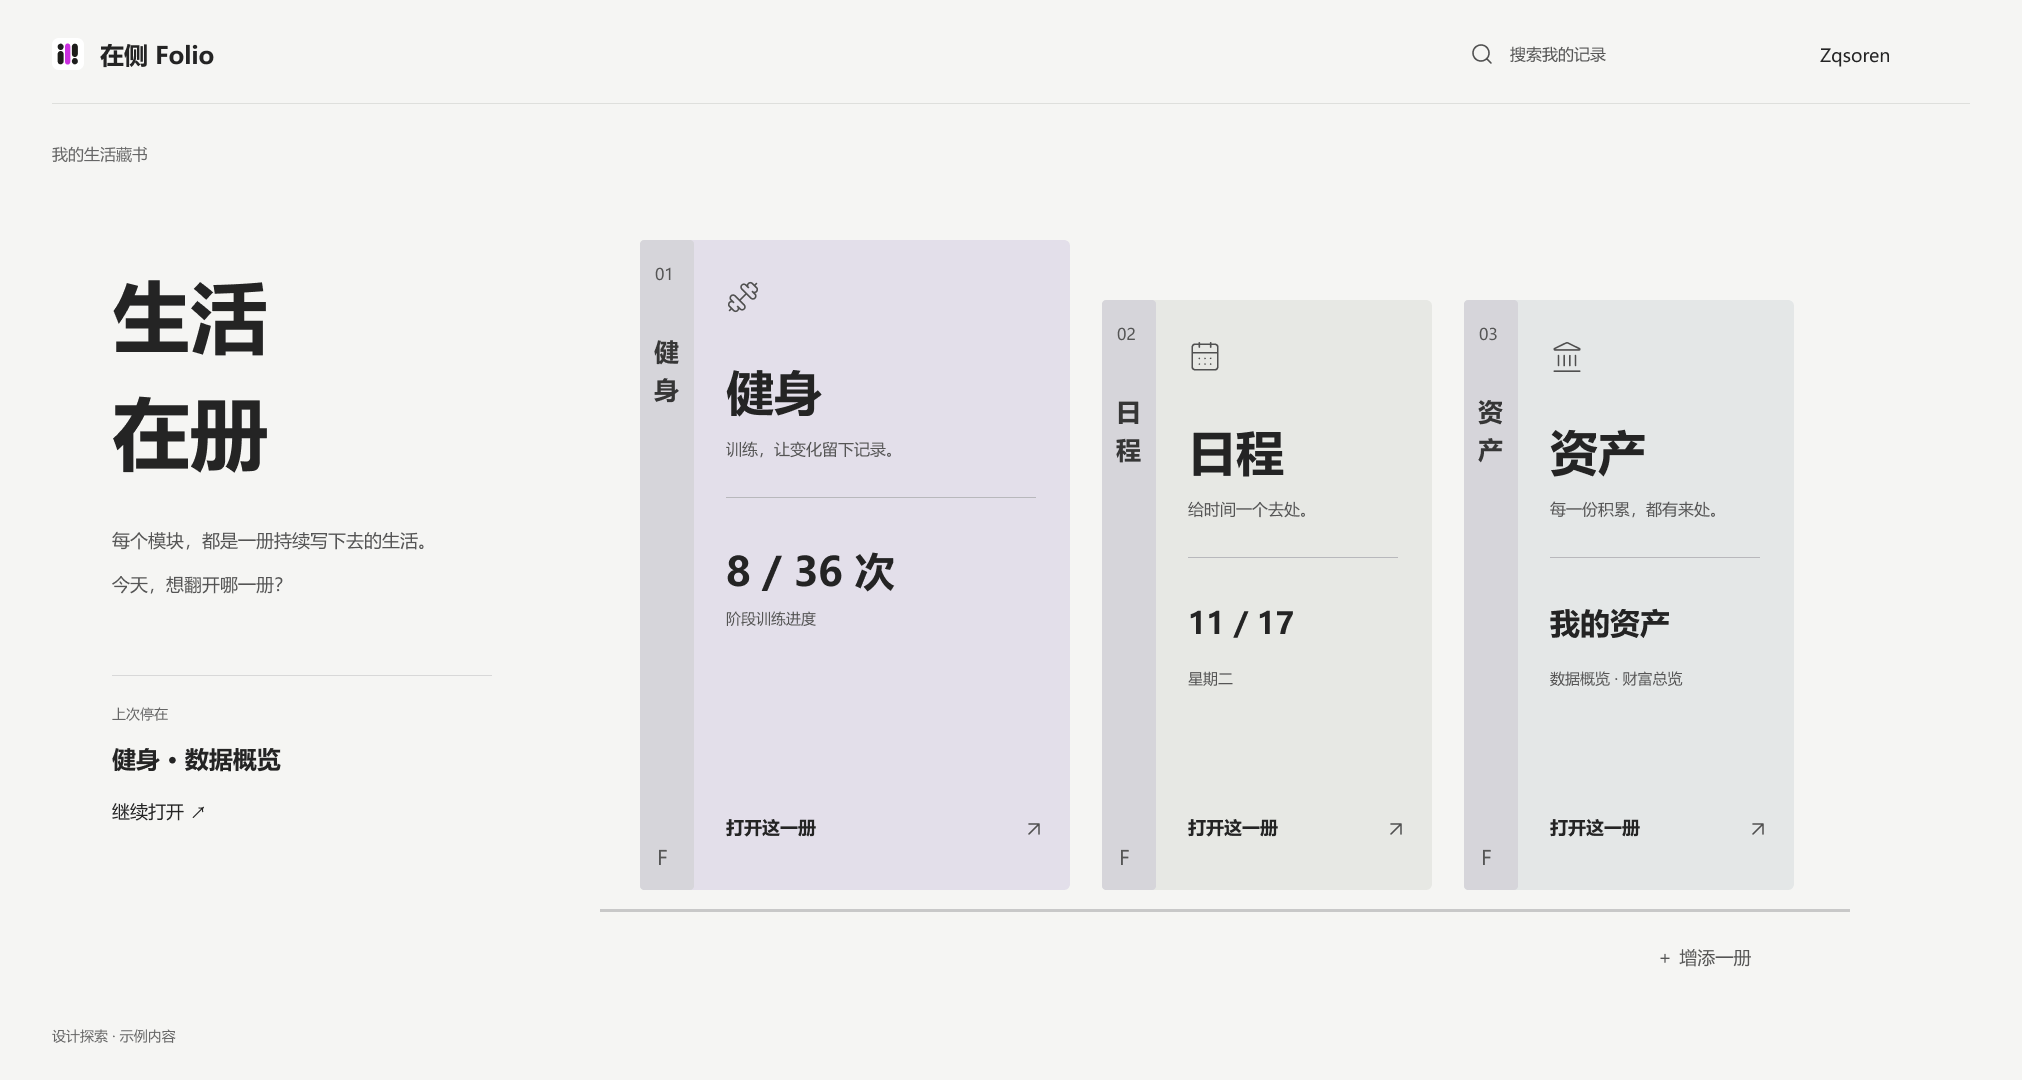 在侧 Folio
搜索我的记录
Zqsoren
我的生活藏书
生活
在册
每个模块，都是一册持续写下去的生活。
今天，想翻开哪一册？
上次停在
健身・数据概览
继续打开 ↗
01
健
身
F
健身
训练，让变化留下记录。
8 / 36 次
阶段训练进度
打开这一册
02
日
程
F
日程
给时间一个去处。
11 / 17
星期二
打开这一册
03
资
产
F
资产
每一份积累，都有来处。
我的资产
数据概览 · 财富总览
打开这一册
+ 增添一册
设计探索 · 示例内容